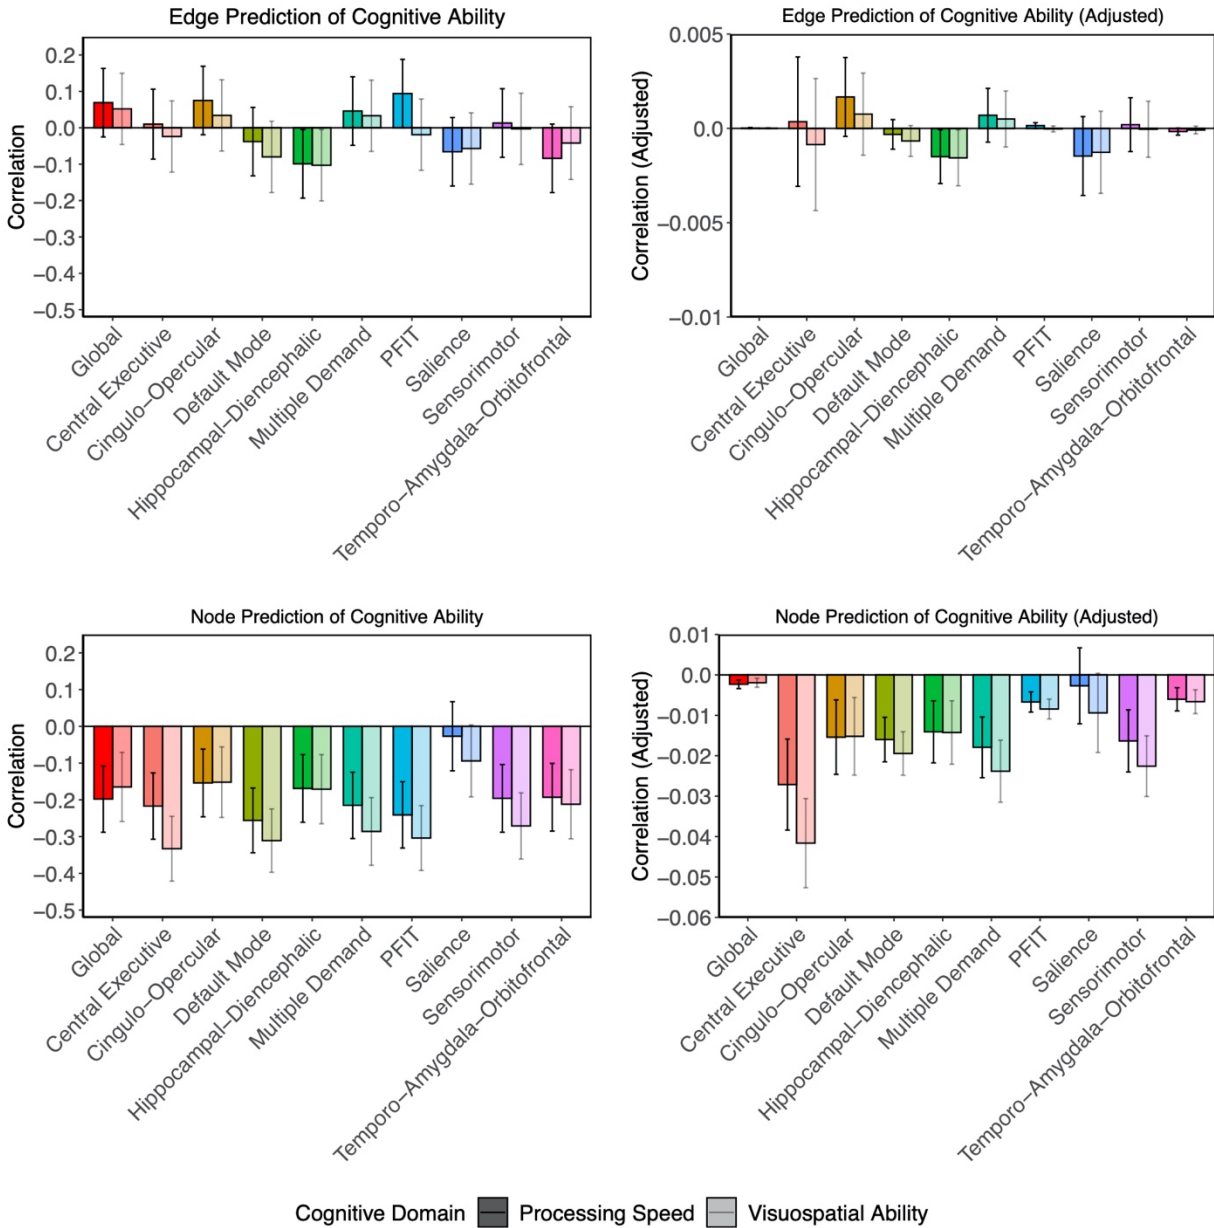 Edge Prediction of Cognitive Ability
Correlation
0.2
0.1
0.0
−0.1
−0.2
−0.3
−0.4
−0.5
Global
Central Executive
Cingulo−Opercular
Default Mode
Hippocampal−Diencephalic
Multiple Demand
PFIT
Salience
Sensorimotor
Temporo−Amygdala−Orbitofrontal
Edge Prediction of Cognitive Ability (Adjusted)
Correlation (Adjusted)
0.005
0.0
−0.005
−0.01
Global
Central Executive
Cingulo−Opercular
Default Mode
Hippocampal−Diencephalic
Multiple Demand
PFIT
Salience
Sensorimotor
Temporo−Amygdala−Orbitofrontal
Node Prediction of Cognitive Ability
Correlation
0.2
0.1
0.0
−0.1
−0.2
−0.3
−0.4
−0.5
Global
Central Executive
Cingulo−Opercular
Default Mode
Hippocampal−Diencephalic
Multiple Demand
PFIT
Salience
Sensorimotor
Temporo−Amygdala−Orbitofrontal
Node Prediction of Cognitive Ability (Adjusted)
Correlation (Adjusted)
0.01
0.0
−0.01
−0.02
−0.03
−0.04
−0.05
−0.06
Global
Central Executive
Cingulo−Opercular
Default Mode
Hippocampal−Diencephalic
Multiple Demand
PFIT
Salience
Sensorimotor
Temporo−Amygdala−Orbitofrontal
Cognitive Domain Processing Speed Visuospatial Ability